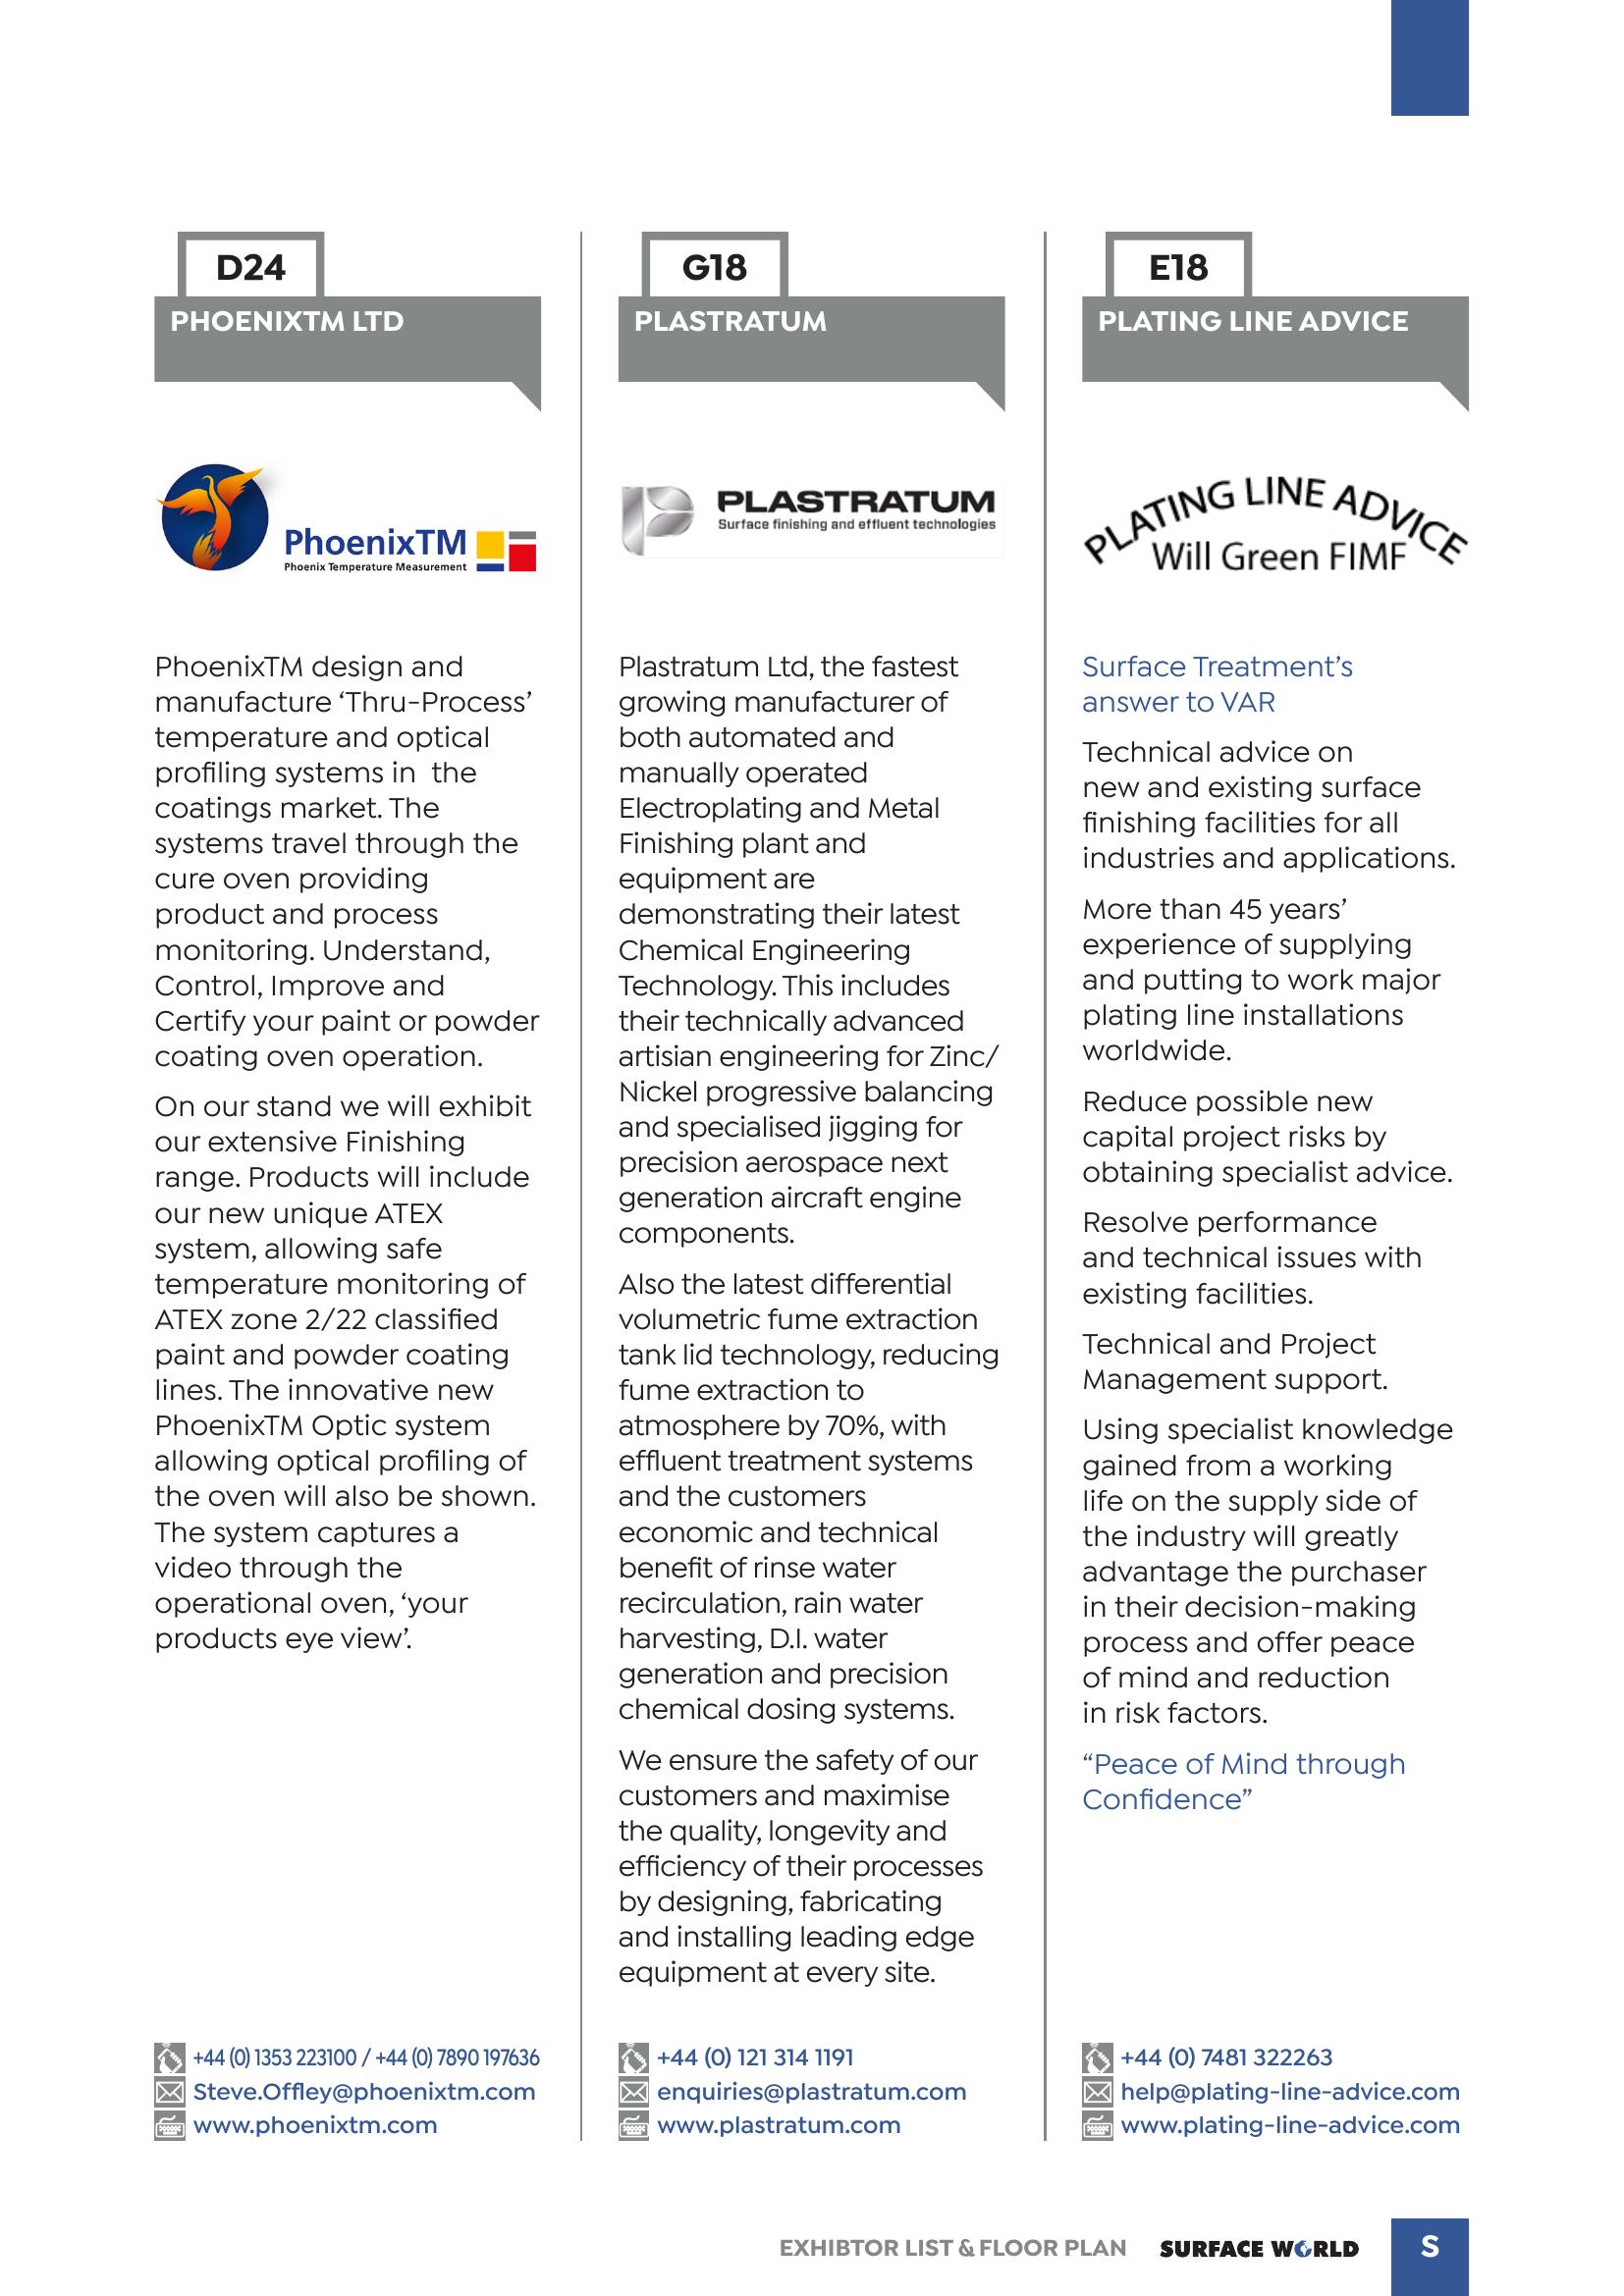 D24
PHOENIXTM LTD
PhoenixTM
Phoenix Temperature Measurement
PhoenixTM design and
manufacture ‘Thru-Process’
temperature and optical
profiling systems in  the
coatings market. The
systems travel through the
cure oven providing
product and process
monitoring. Understand,
Control, Improve and
Certify your paint or powder
coating oven operation.
On our stand we will exhibit
our extensive Finishing
range. Products will include
our new unique ATEX
system, allowing safe
temperature monitoring of
ATEX zone 2/22 classified
paint and powder coating
lines. The innovative new
PhoenixTM Optic system
allowing optical profiling of
the oven will also be shown.
The system captures a
video through the
operational oven, ‘your
products eye view’.
+44 (0) 1353 223100 / +44 (0) 7890 197636
Steve.Offley@phoenixtm.com
www.phoenixtm.com
G18
PLASTRATUM
PLASTRATUM
Surface finishing and effluent technologies
Plastratum Ltd, the fastest
growing manufacturer of
both automated and
manually operated
Electroplating and Metal
Finishing plant and
equipment are
demonstrating their latest
Chemical Engineering
Technology. This includes
their technically advanced
artisian engineering for Zinc/
Nickel progressive balancing
and specialised jigging for
precision aerospace next
generation aircraft engine
components.
Also the latest differential
volumetric fume extraction
tank lid technology, reducing
fume extraction to
atmosphere by 70%, with
effluent treatment systems
and the customers
economic and technical
benefit of rinse water
recirculation, rain water
harvesting, D.I. water
generation and precision
chemical dosing systems.
We ensure the safety of our
customers and maximise
the quality, longevity and
efficiency of their processes
by designing, fabricating
and installing leading edge
equipment at every site.
+44 (0) 121 314 1191
enquiries@plastratum.com
www.plastratum.com
E18
PLATING LINE ADVICE
PLATING LINE ADVICE
Will Green FIMF
Surface Treatment’s
answer to VAR
Technical advice on
new and existing surface
finishing facilities for all
industries and applications.
More than 45 years’
experience of supplying
and putting to work major
plating line installations
worldwide.
Reduce possible new
capital project risks by
obtaining specialist advice.
Resolve performance
and technical issues with
existing facilities.
Technical and Project
Management support.
Using specialist knowledge
gained from a working
life on the supply side of
the industry will greatly
advantage the purchaser
in their decision-making
process and offer peace
of mind and reduction
in risk factors.
“Peace of Mind through
Confidence”
+44 (0) 7481 322263
help@plating-line-advice.com
www.plating-line-advice.com
EXHIBTOR LIST & FLOOR PLAN SURFACE WORLD S